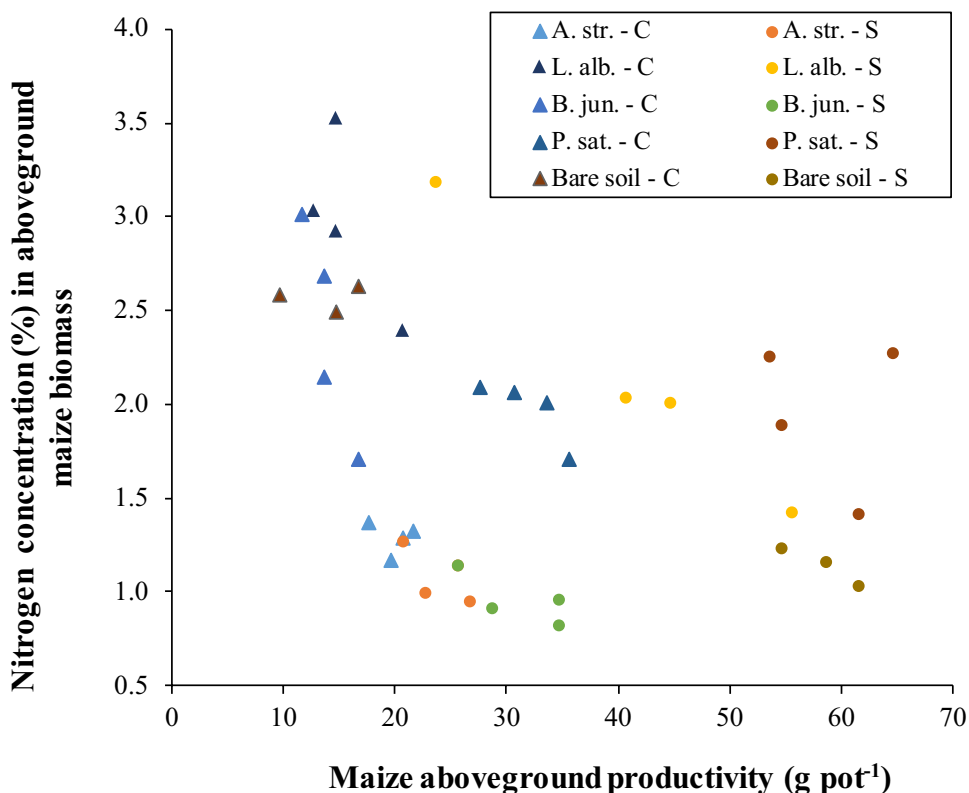 4.0
3.5
3.0
2.5
2.0
1.5
1.0
0.5
0 10 20 30 40 50 60 70
Nitrogen concentration (%) in aboveground
maize biomass
Maize aboveground productivity (g pot⁻¹)
A. str. - C A. str. - S
L. alb. - C L. alb. - S
B. jun. - C B. jun. - S
P. sat. - C P. sat. - S
Bare soil - C Bare soil - S